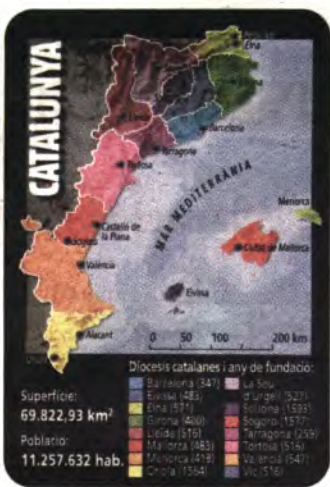 CATALUNYA
Elna
Girona
Lleida
Barcelona
Tarragona
Tortosa
MAR MEDITERRÀNIA
Menorca
Castelló de
la Plana
Sogorb
Ciutat de Mallorca
València
Eivissa
Alacant
0 50 100 200 km
Diòcesis catalanes i any de fundació:
Barcelona (347)
Eivissa (483)
Elna (571)
Girona (400)
Lleida (516)
Mallorca (483)
Menorca (418)
Oriola (1564)
La Seu
d'Urgell (527)
Solsona (1593)
Sogorb (1577)
Tarragona (259)
Tortosa (516)
València (547)
Vic (516)
Superfície:
69.822,93 km²
Població:
11.257.632 hab.